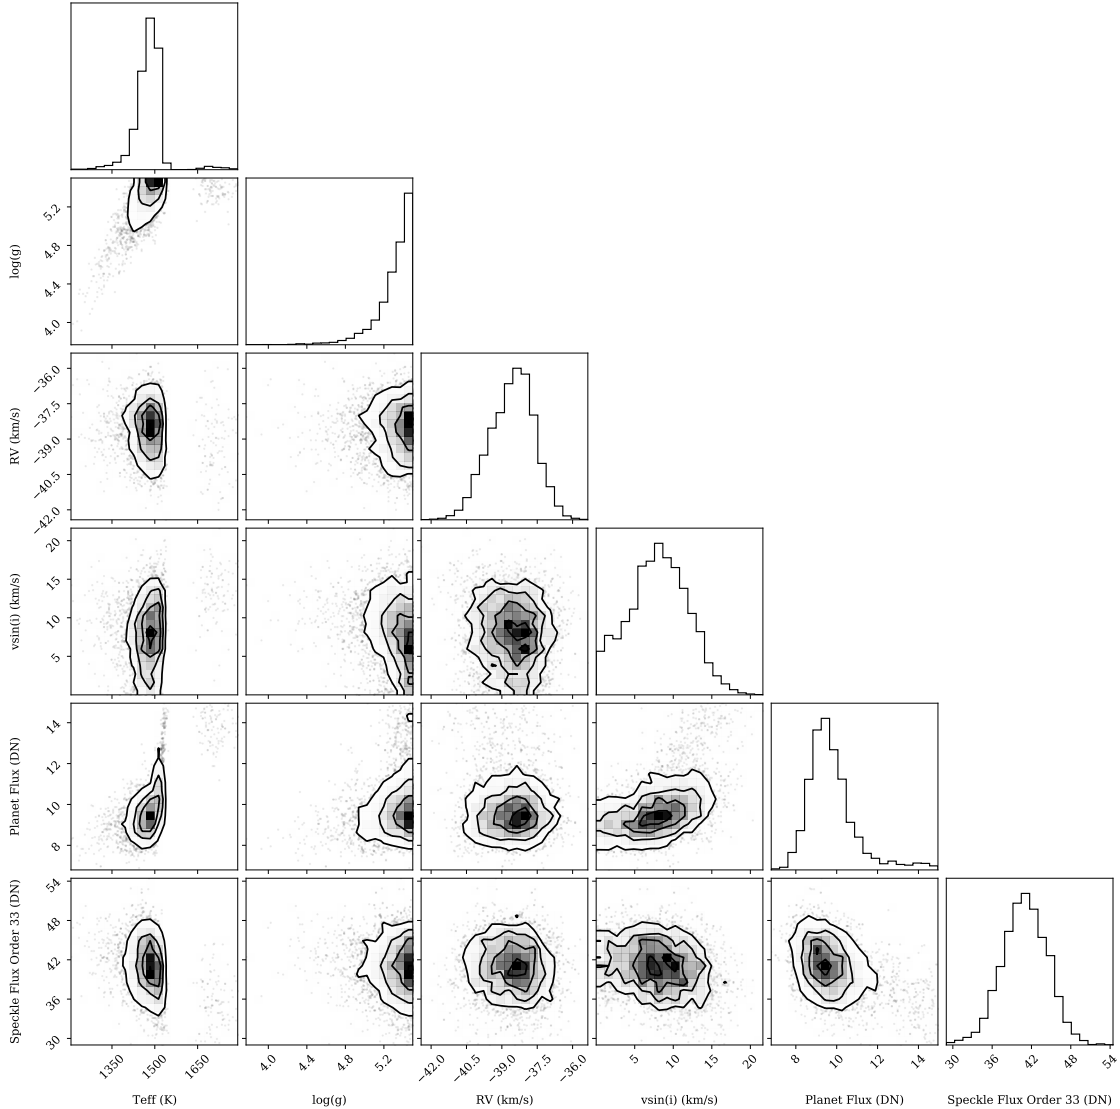 log(g)
5.2
4.8
4.4
4.0
RV (km/s)
−36.0
−37.5
−39.0
−40.5
−42.0
vsin(i) (km/s)
20
15
10
5
Planet Flux (DN)
14
12
10
8
Speckle Flux Order 33 (DN)
54
48
42
36
30
1350 1500 1650
4.0 4.4 4.8 5.2
−42.0 −40.5 −39.0 −37.5 −36.0
5 10 15 20
8 10 12 14
30 36 42 48 54
Teff (K) log(g) RV (km/s) vsin(i) (km/s) Planet Flux (DN) Speckle Flux Order 33 (DN)